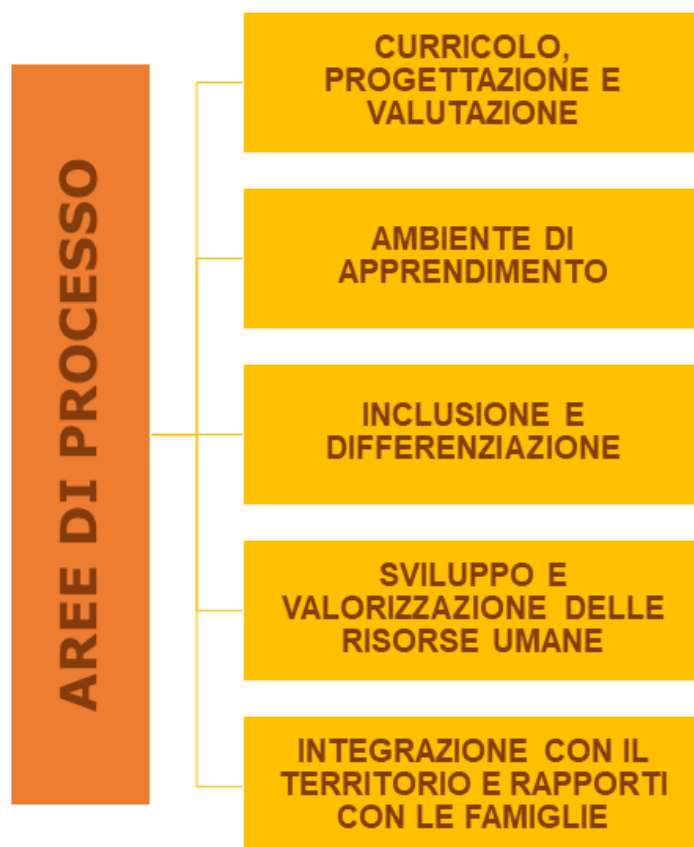 AREE DI PROCESSO
CURRICOLO,
PROGETTAZIONE E
VALUTAZIONE
AMBIENTE DI
APPRENDIMENTO
INCLUSIONE E
DIFFERENZIAZIONE
SVILUPPO E
VALORIZZAZIONE DELLE
RISORSE UMANE
INTEGRAZIONE CON IL
TERRITORIO E RAPPORTI
CON LE FAMIGLIE